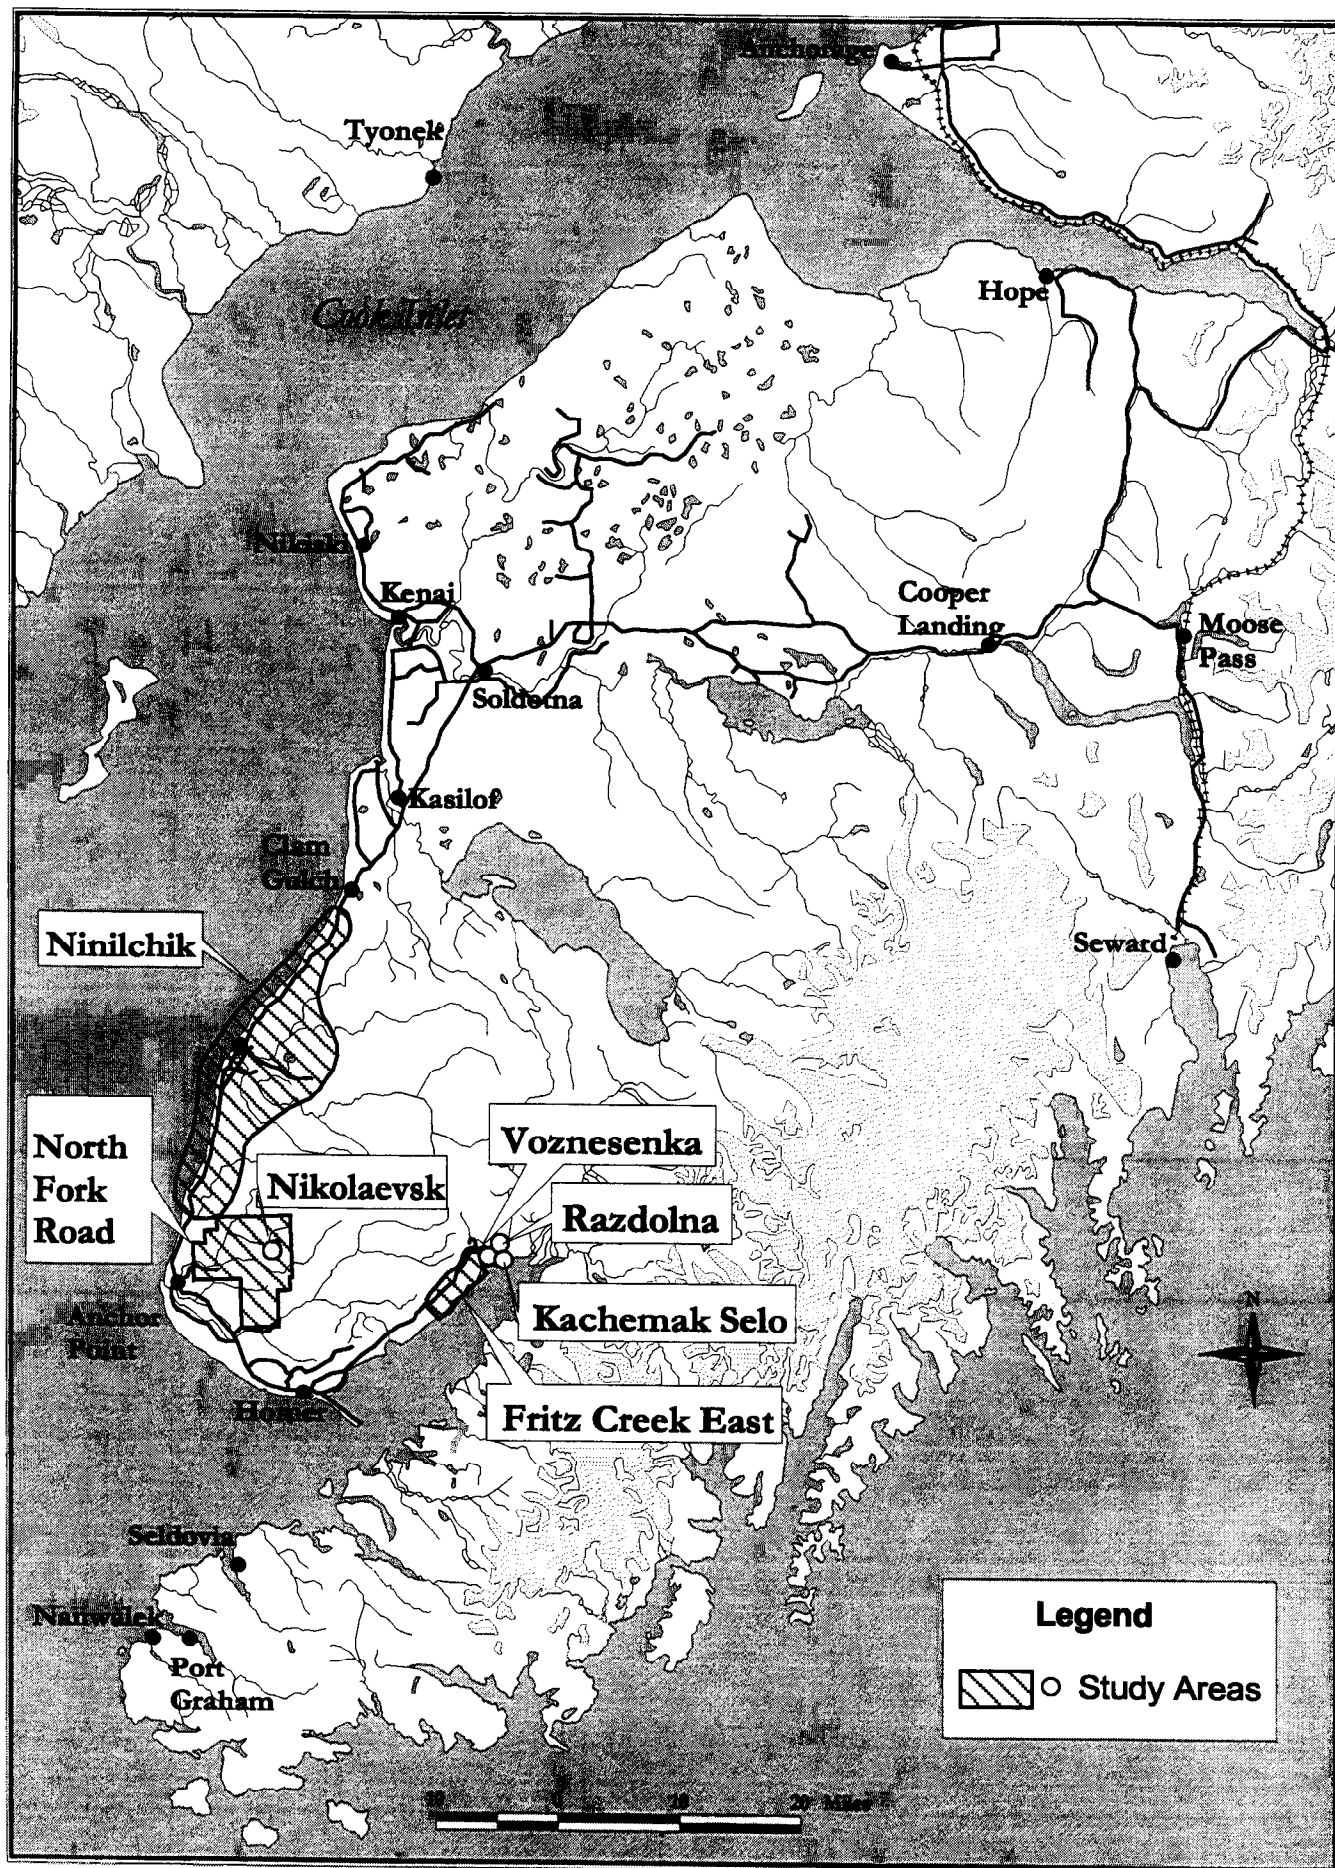 Anchorage
Tyonek
Cook Inlet
Hope
Nikiski
Kenai
Cooper
Landing
Moose
Pass
Soldotna
Kasilof
Clam
Gulch
Ninilchik
Seward
North
Fork
Road
Nikolaevsk
Voznesenka
Razdolna
Kachemak Selo
Anchor
Point
Homer
Fritz Creek East
N
Seldovia
Nanwalek
Port
Graham
Legend
Study Areas
10 0 10 20 Miles